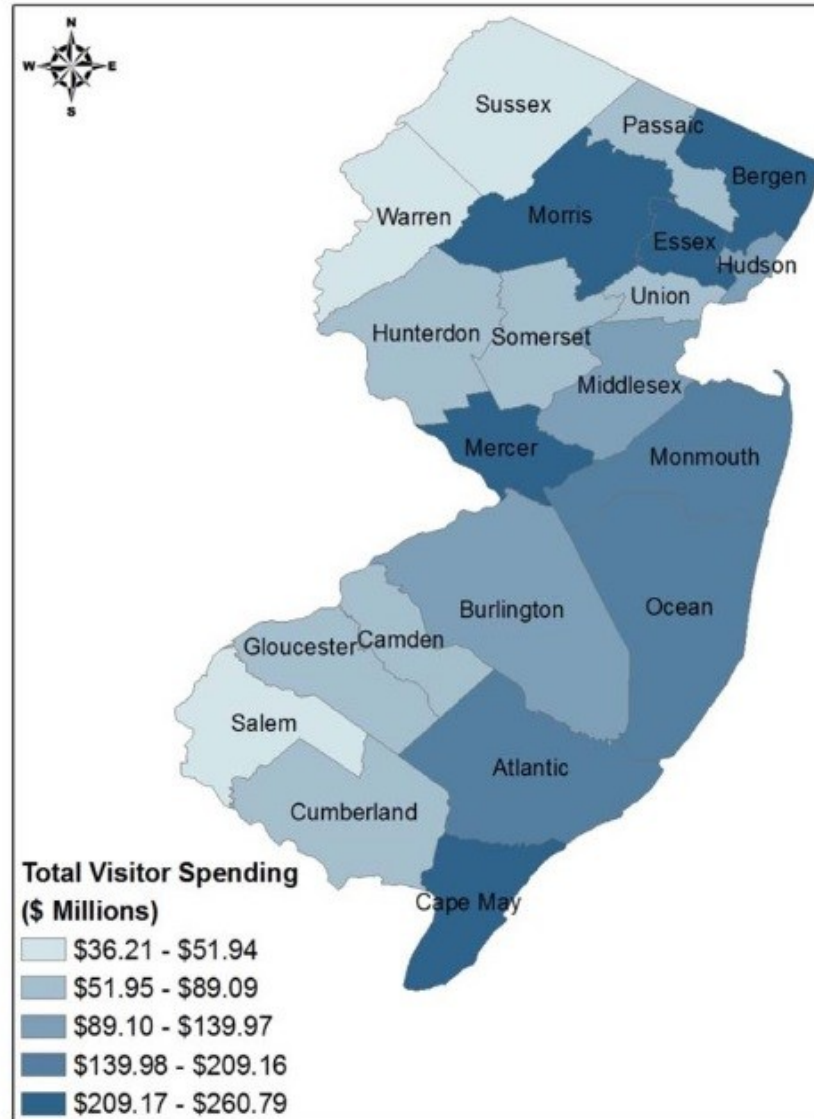 N
W E
S
Sussex
Passaic
Bergen
Warren
Morris
Essex
Hudson
Union
Hunterdon
Somerset
Middlesex
Mercer
Monmouth
Burlington
Ocean
Gloucester
Camden
Salem
Atlantic
Cumberland
Cape May
Total Visitor Spending
($ Millions)
$36.21 - $51.94
$51.95 - $89.09
$89.10 - $139.97
$139.98 - $209.16
$209.17 - $260.79